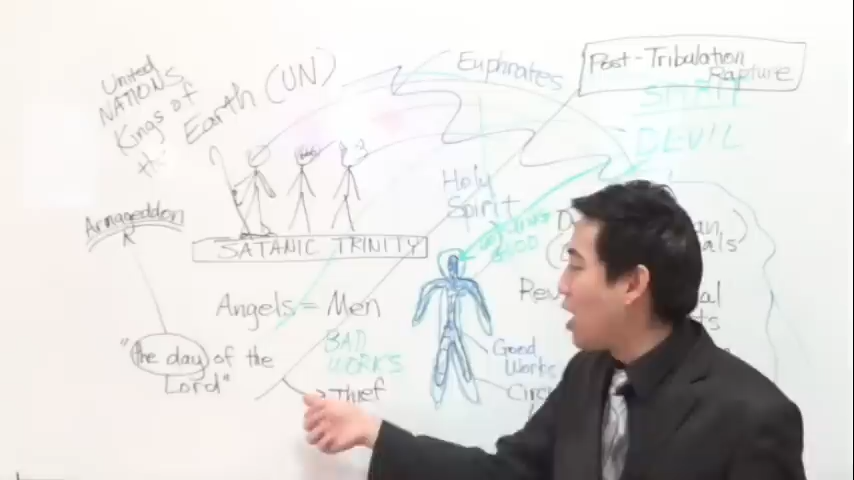 United
NATIONS
Kings of
the
Earth (UN)
Euphrates
Post-Tribulation
Rapture
DEVIL
Holy
Spirit
Armageddon
SATANIC TRINITY
Angels = Men
BAD
WORKS
"the day of the
Lord"
Thief
Good
Works